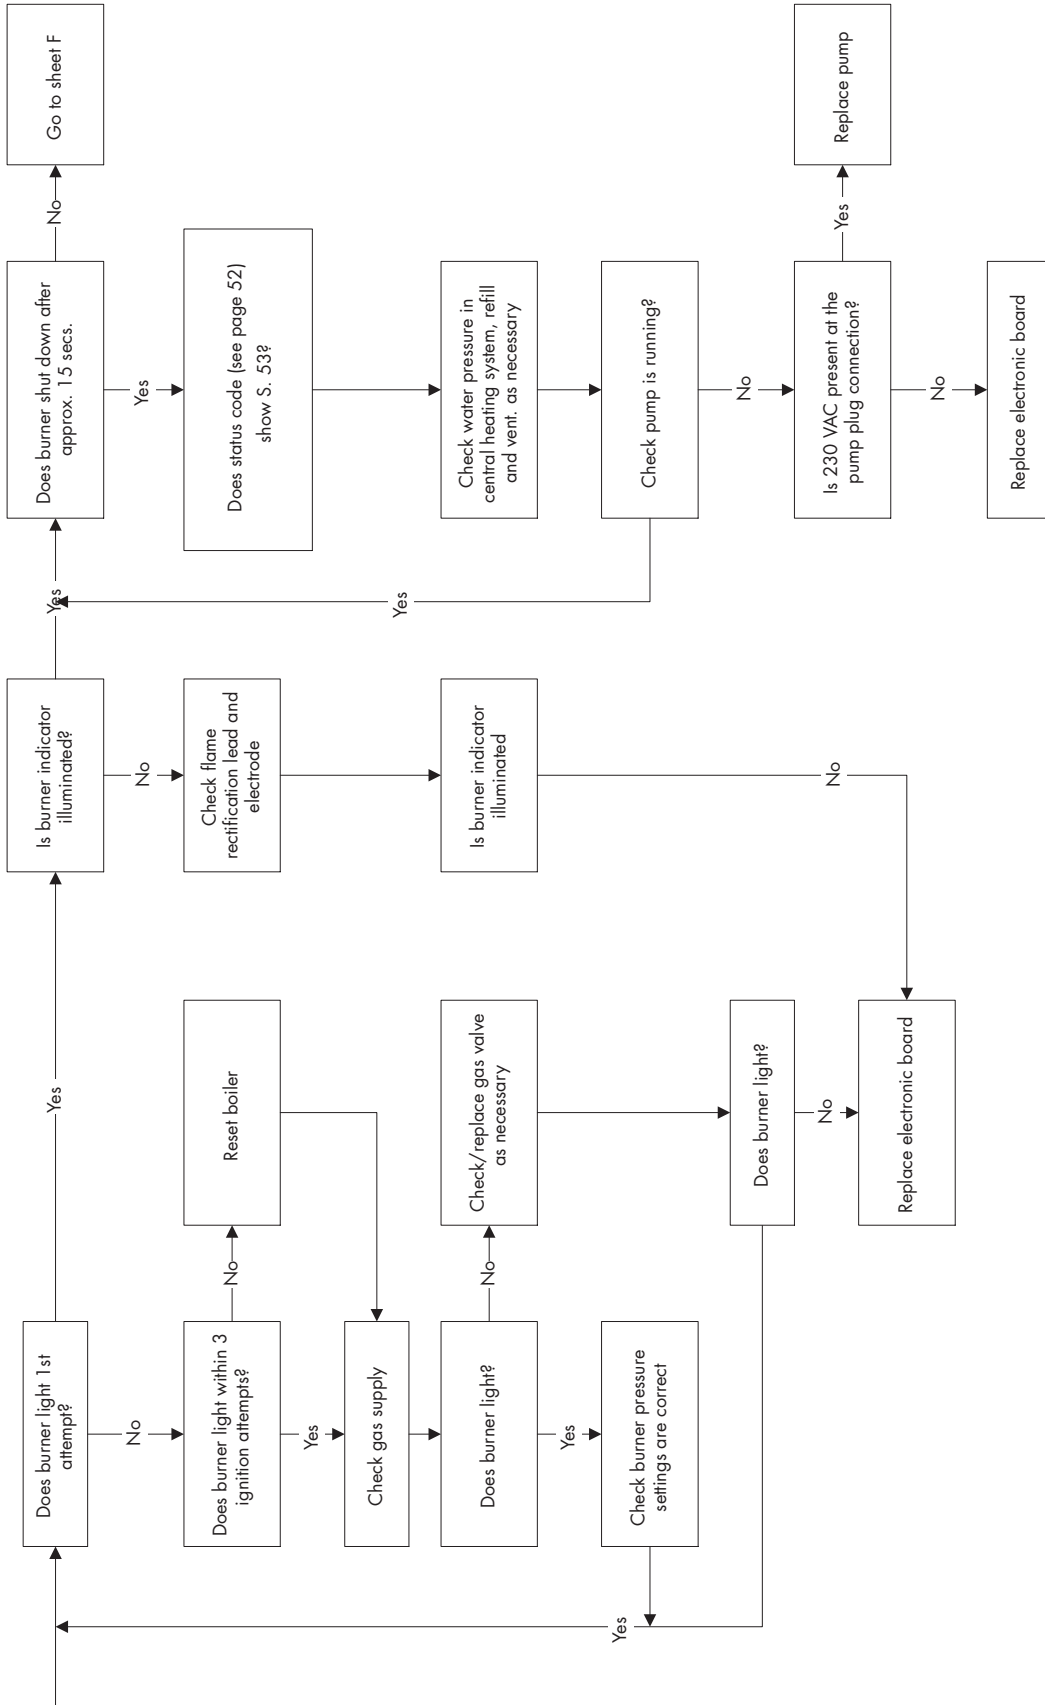 Does burner light 1st
attempt?
Yes
No
Does burner light within 3
ignition attempts?
No
Reset boiler
Yes
Check gas supply
Does burner light?
No
Check/replace gas valve
as necessary
Yes
Check burner pressure
settings are correct
Does burner light?
Yes
No
Replace electronic board
Is burner indicator
illuminated?
Yes
No
Check flame
rectification lead and
electrode
Is burner indicator
illuminated
No
Does burner shut down after
approx. 15 secs.
No
Go to sheet F
Yes
Does status code (see page 52)
show S. 53?
Check water pressure in
central heating system, refill
and vent. as necessary
Check pump is running?
Yes
No
Is 230 VAC present at the
pump plug connection?
Yes
Replace pump
No
Replace electronic board